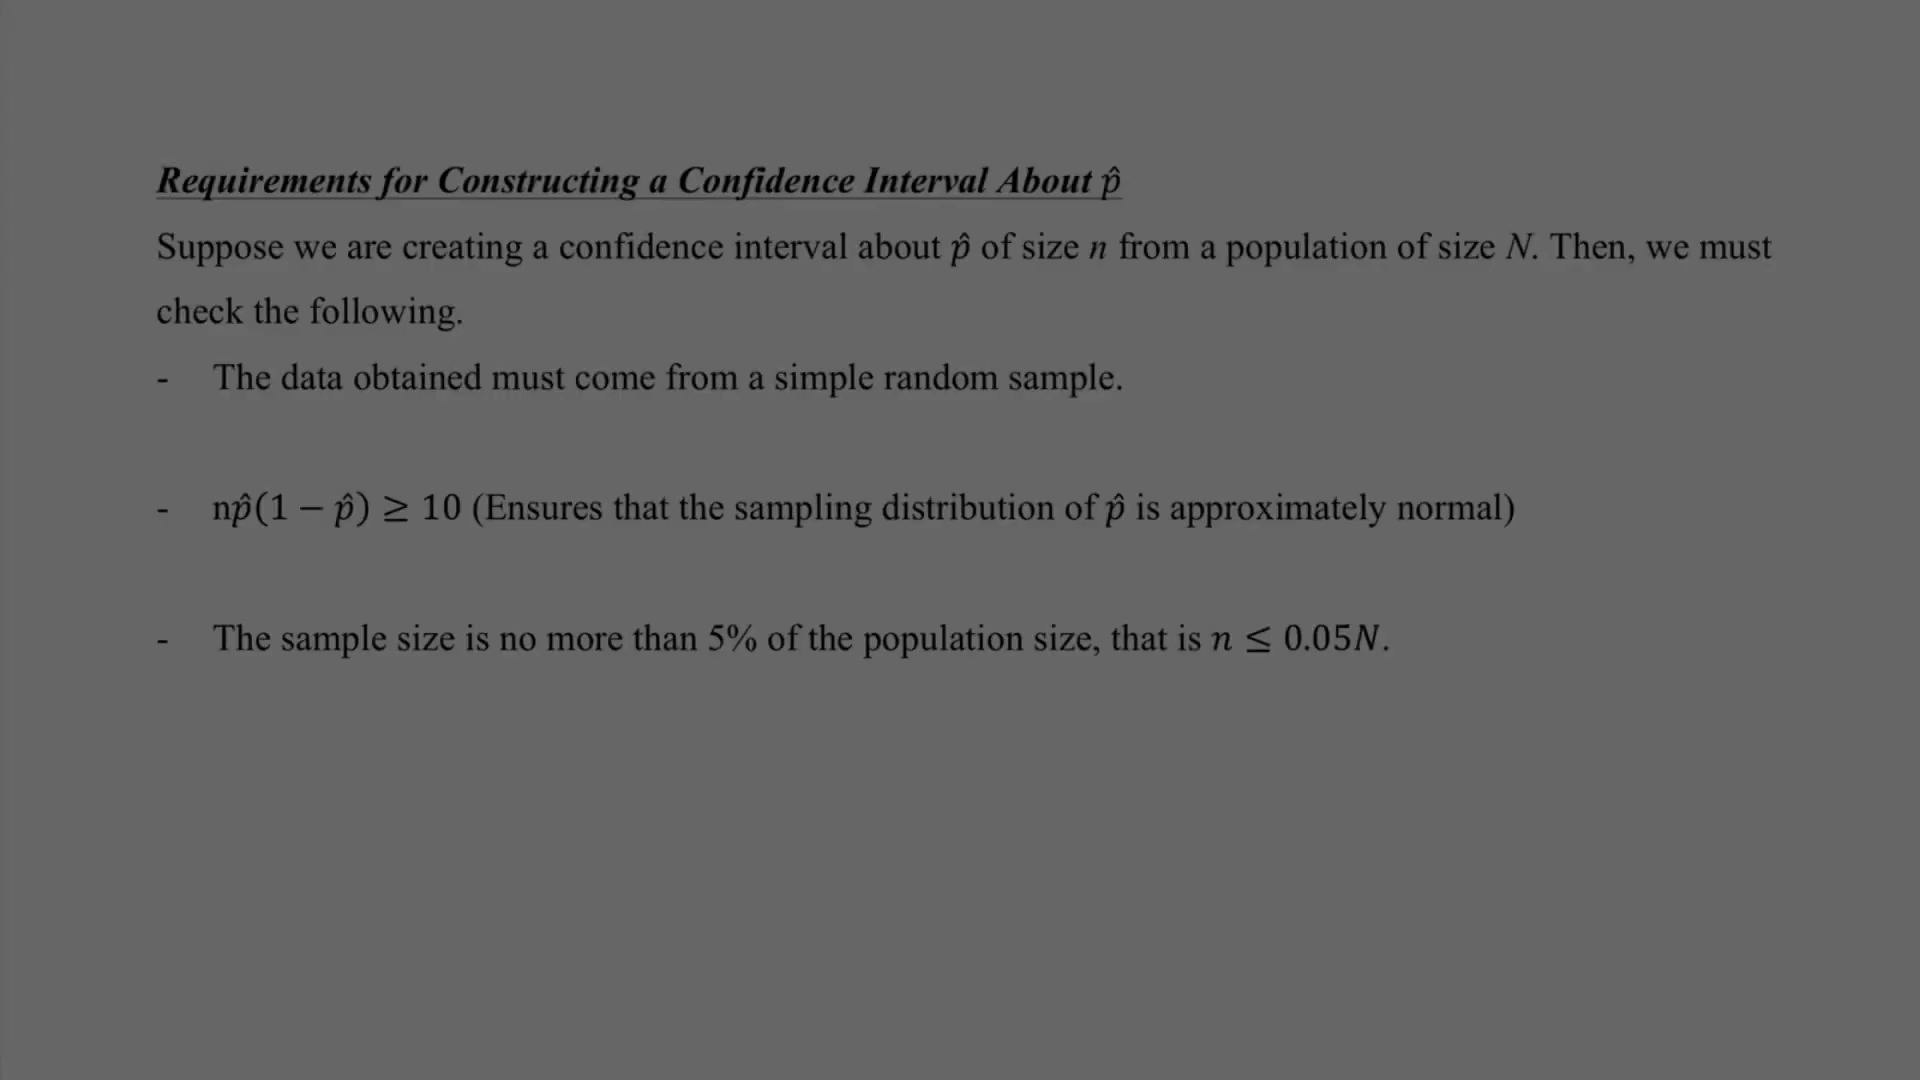 Requirements for Constructing a Confidence Interval About p̂
Suppose we are creating a confidence interval about p̂ of size n from a population of size N. Then, we must
check the following.
- The data obtained must come from a simple random sample.
- np̂(1 − p̂) ≥ 10 (Ensures that the sampling distribution of p̂ is approximately normal)
- The sample size is no more than 5% of the population size, that is n ≤ 0.05N.